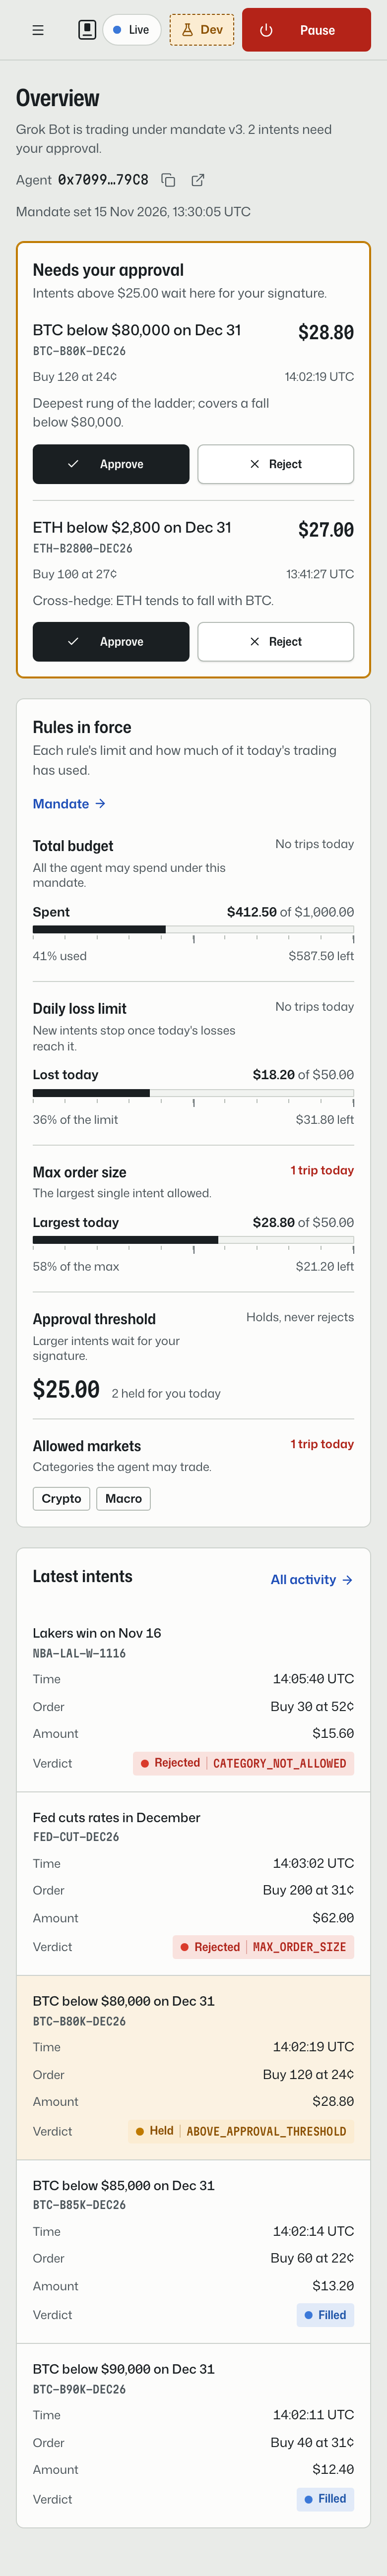 Live
Dev
Pause
Overview
Grok Bot is trading under mandate v3. 2 intents need
your approval.
Agent 0x7099…79C8
Mandate set 15 Nov 2026, 13:30:05 UTC
Needs your approval
Intents above $25.00 wait here for your signature.
BTC below $80,000 on Dec 31 $28.80
BTC-B80K-DEC26
Buy 120 at 24¢ 14:02:19 UTC
Deepest rung of the ladder; covers a fall
below $80,000.
Approve Reject
ETH below $2,800 on Dec 31 $27.00
ETH-B2800-DEC26
Buy 100 at 27¢ 13:41:27 UTC
Cross-hedge: ETH tends to fall with BTC.
Approve Reject
Rules in force
Each rule's limit and how much of it today's trading
has used.
Mandate →
Total budget No trips today
All the agent may spend under this
mandate.
Spent $412.50 of $1,000.00
41% used $587.50 left
Daily loss limit No trips today
New intents stop once today's losses
reach it.
Lost today $18.20 of $50.00
36% of the limit $31.80 left
Max order size 1 trip today
The largest single intent allowed.
Largest today $28.80 of $50.00
58% of the max $21.20 left
Approval threshold Holds, never rejects
Larger intents wait for your
signature.
$25.00 2 held for you today
Allowed markets 1 trip today
Categories the agent may trade.
Crypto Macro
Latest intents All activity →
Lakers win on Nov 16
NBA-LAL-W-1116
Time 14:05:40 UTC
Order Buy 30 at 52¢
Amount $15.60
Verdict Rejected CATEGORY_NOT_ALLOWED
Fed cuts rates in December
FED-CUT-DEC26
Time 14:03:02 UTC
Order Buy 200 at 31¢
Amount $62.00
Verdict Rejected MAX_ORDER_SIZE
BTC below $80,000 on Dec 31
BTC-B80K-DEC26
Time 14:02:19 UTC
Order Buy 120 at 24¢
Amount $28.80
Verdict Held ABOVE_APPROVAL_THRESHOLD
BTC below $85,000 on Dec 31
BTC-B85K-DEC26
Time 14:02:14 UTC
Order Buy 60 at 22¢
Amount $13.20
Verdict Filled
BTC below $90,000 on Dec 31
BTC-B90K-DEC26
Time 14:02:11 UTC
Order Buy 40 at 31¢
Amount $12.40
Verdict Filled